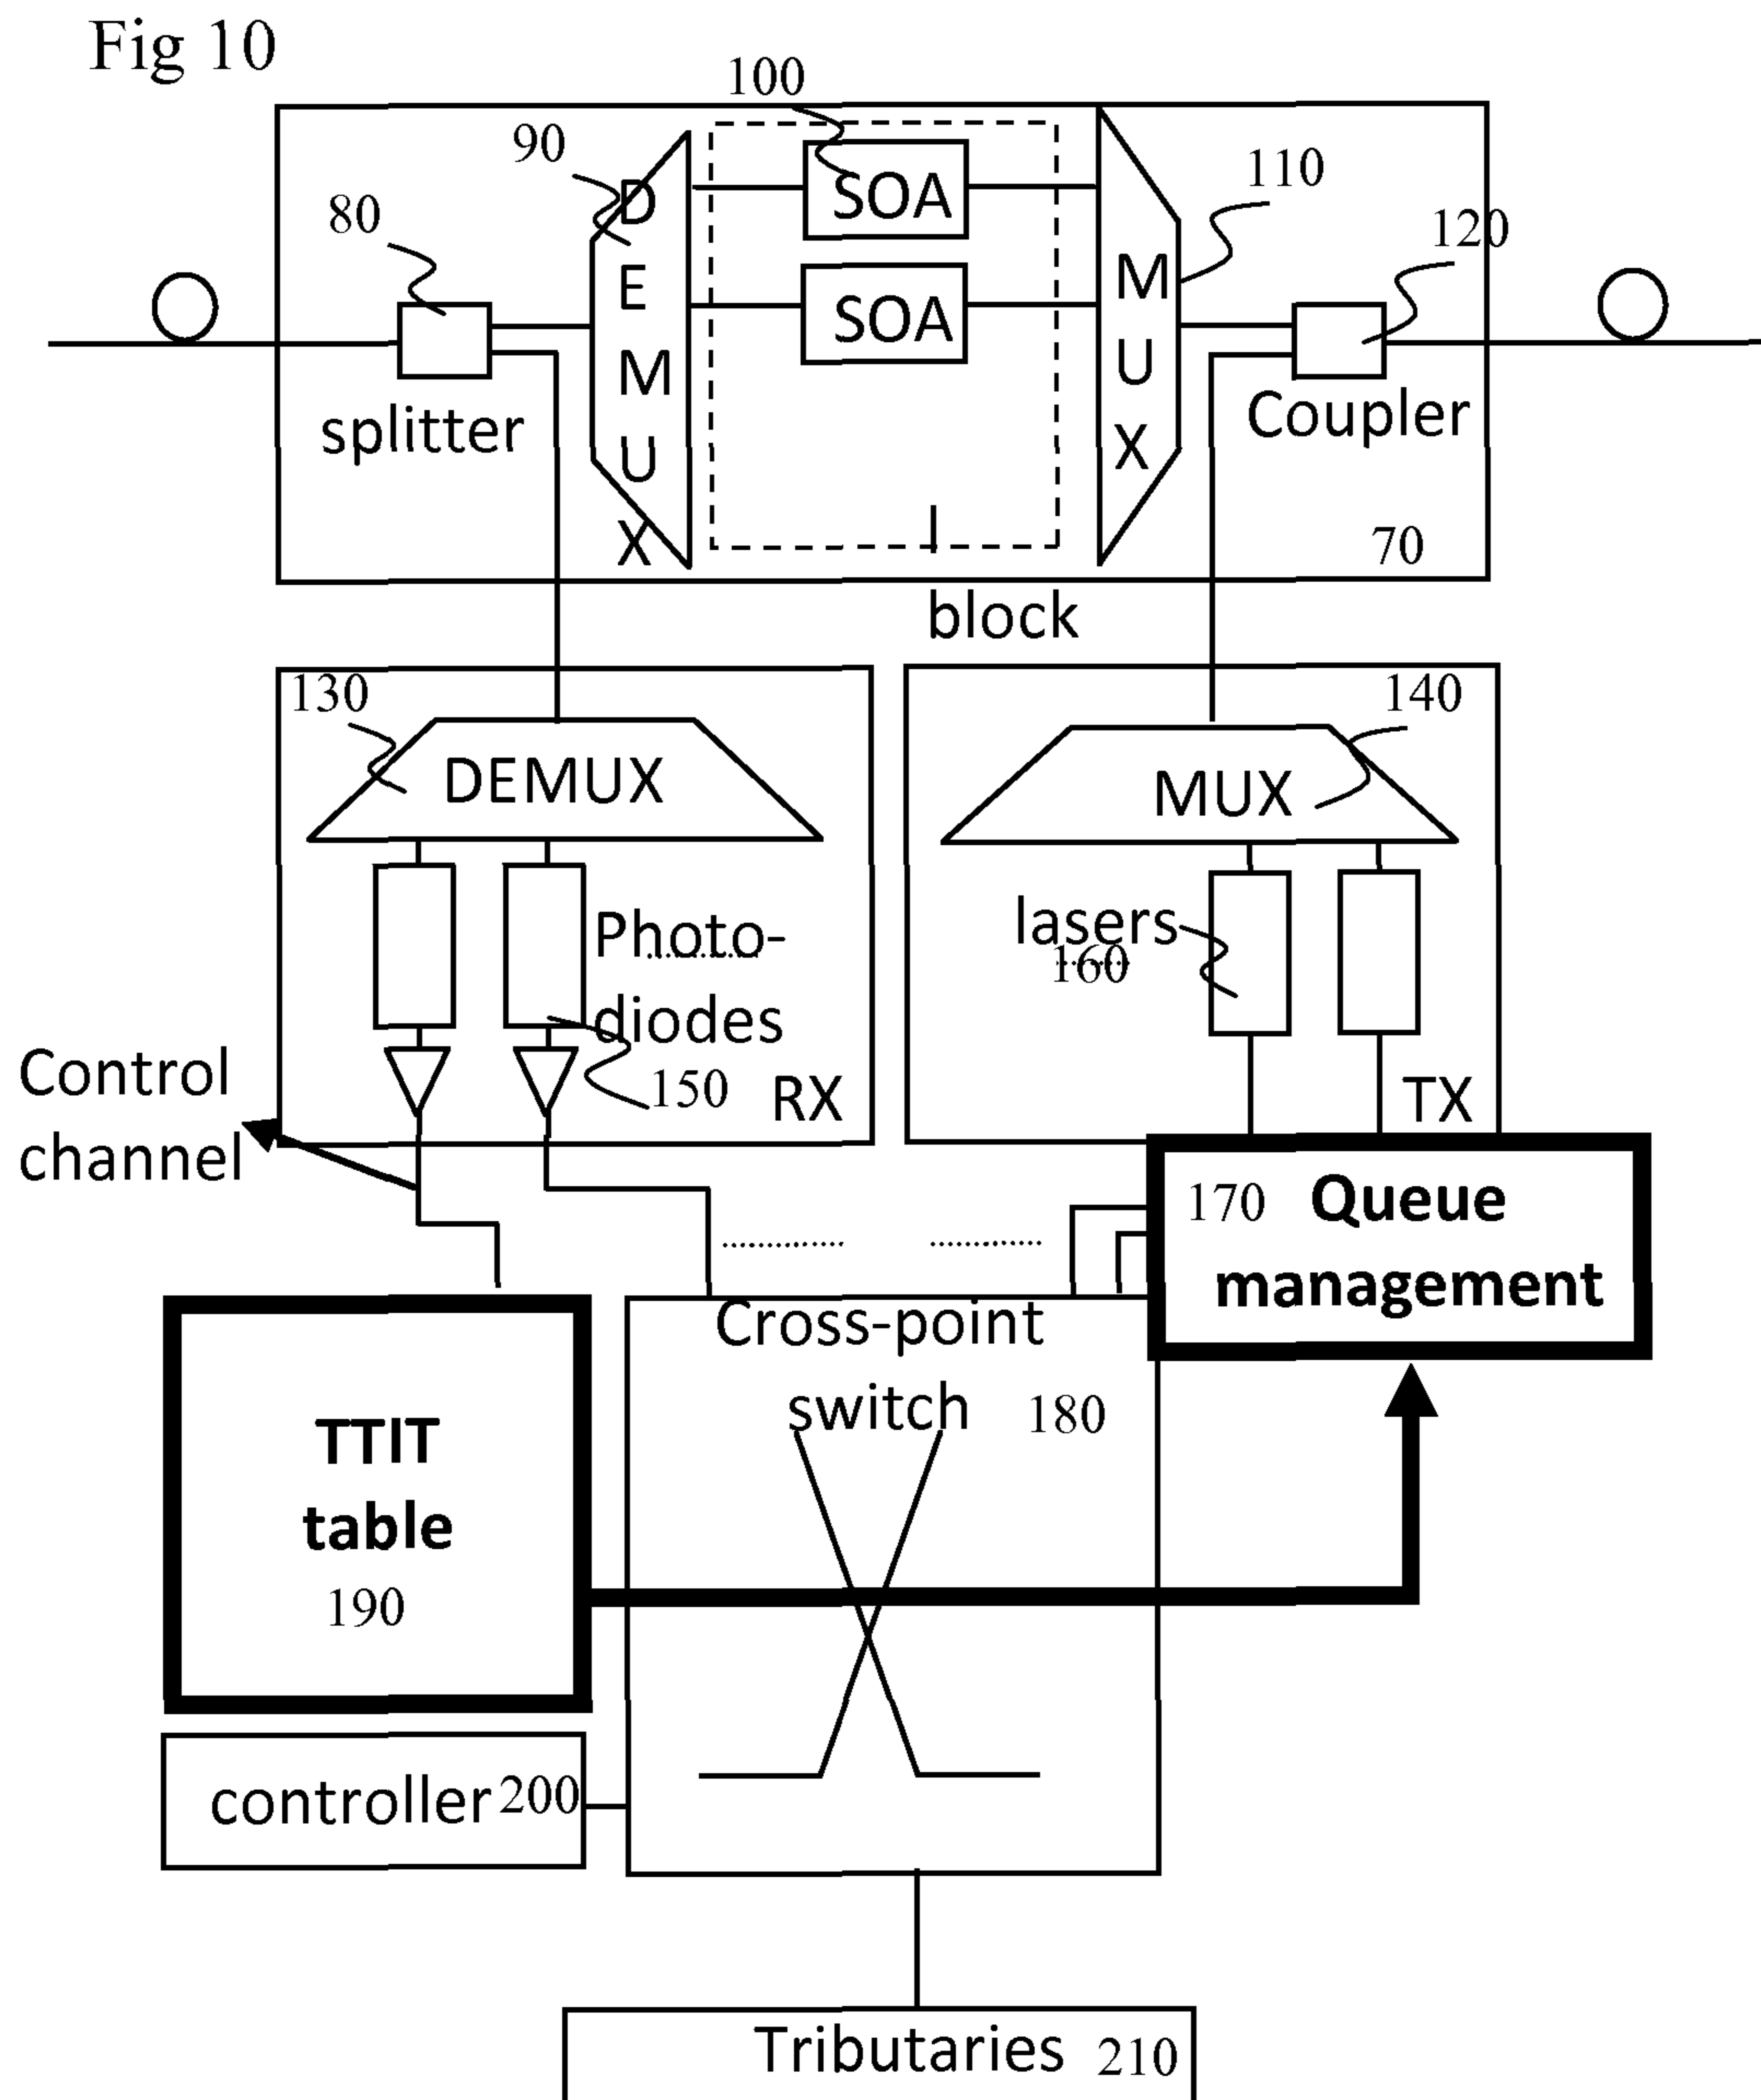 Fig 10
100
90
80
110
120
D
E
M
U
X
SOA
SOA
M
U
X
splitter
Coupler
70
block
130
140
DEMUX
MUX
Photo-
diodes
150
RX
lasers
160
TX
Control
channel
170 Queue
management
Cross-point
switch 180
TTIT
table
190
controller 200
Tributaries 210